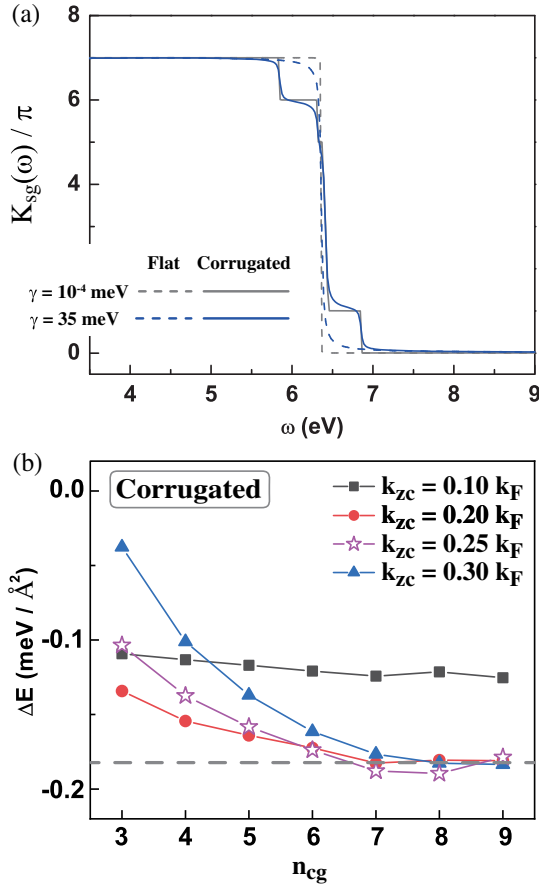 (a)
K_sg(ω) / π
8
6
4
2
0
Flat Corrugated
γ = 10⁻⁴ meV
γ = 35 meV
4 5 6 7 8 9
ω (eV)
(b)
Corrugated
k_zc = 0.10 k_F
k_zc = 0.20 k_F
k_zc = 0.25 k_F
k_zc = 0.30 k_F
ΔE (meV / Å²)
0.0
-0.1
-0.2
3 4 5 6 7 8 9
n_cg